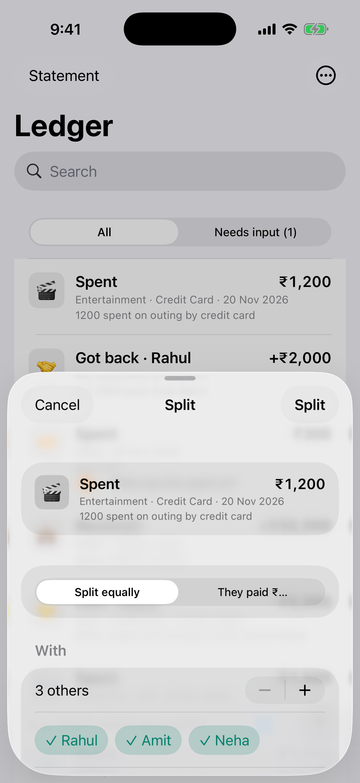 9:41
Statement
Ledger
Search
All
Needs input (1)
Spent
₹1,200
Entertainment · Credit Card · 20 Nov 2026
1200 spent on outing by credit card
Got back · Rahul
+₹2,000
Cancel
Split
Split
Spent
₹1,200
Entertainment · Credit Card · 20 Nov 2026
1200 spent on outing by credit card
Split equally
They paid ₹...
With
3 others
Rahul
Amit
Neha